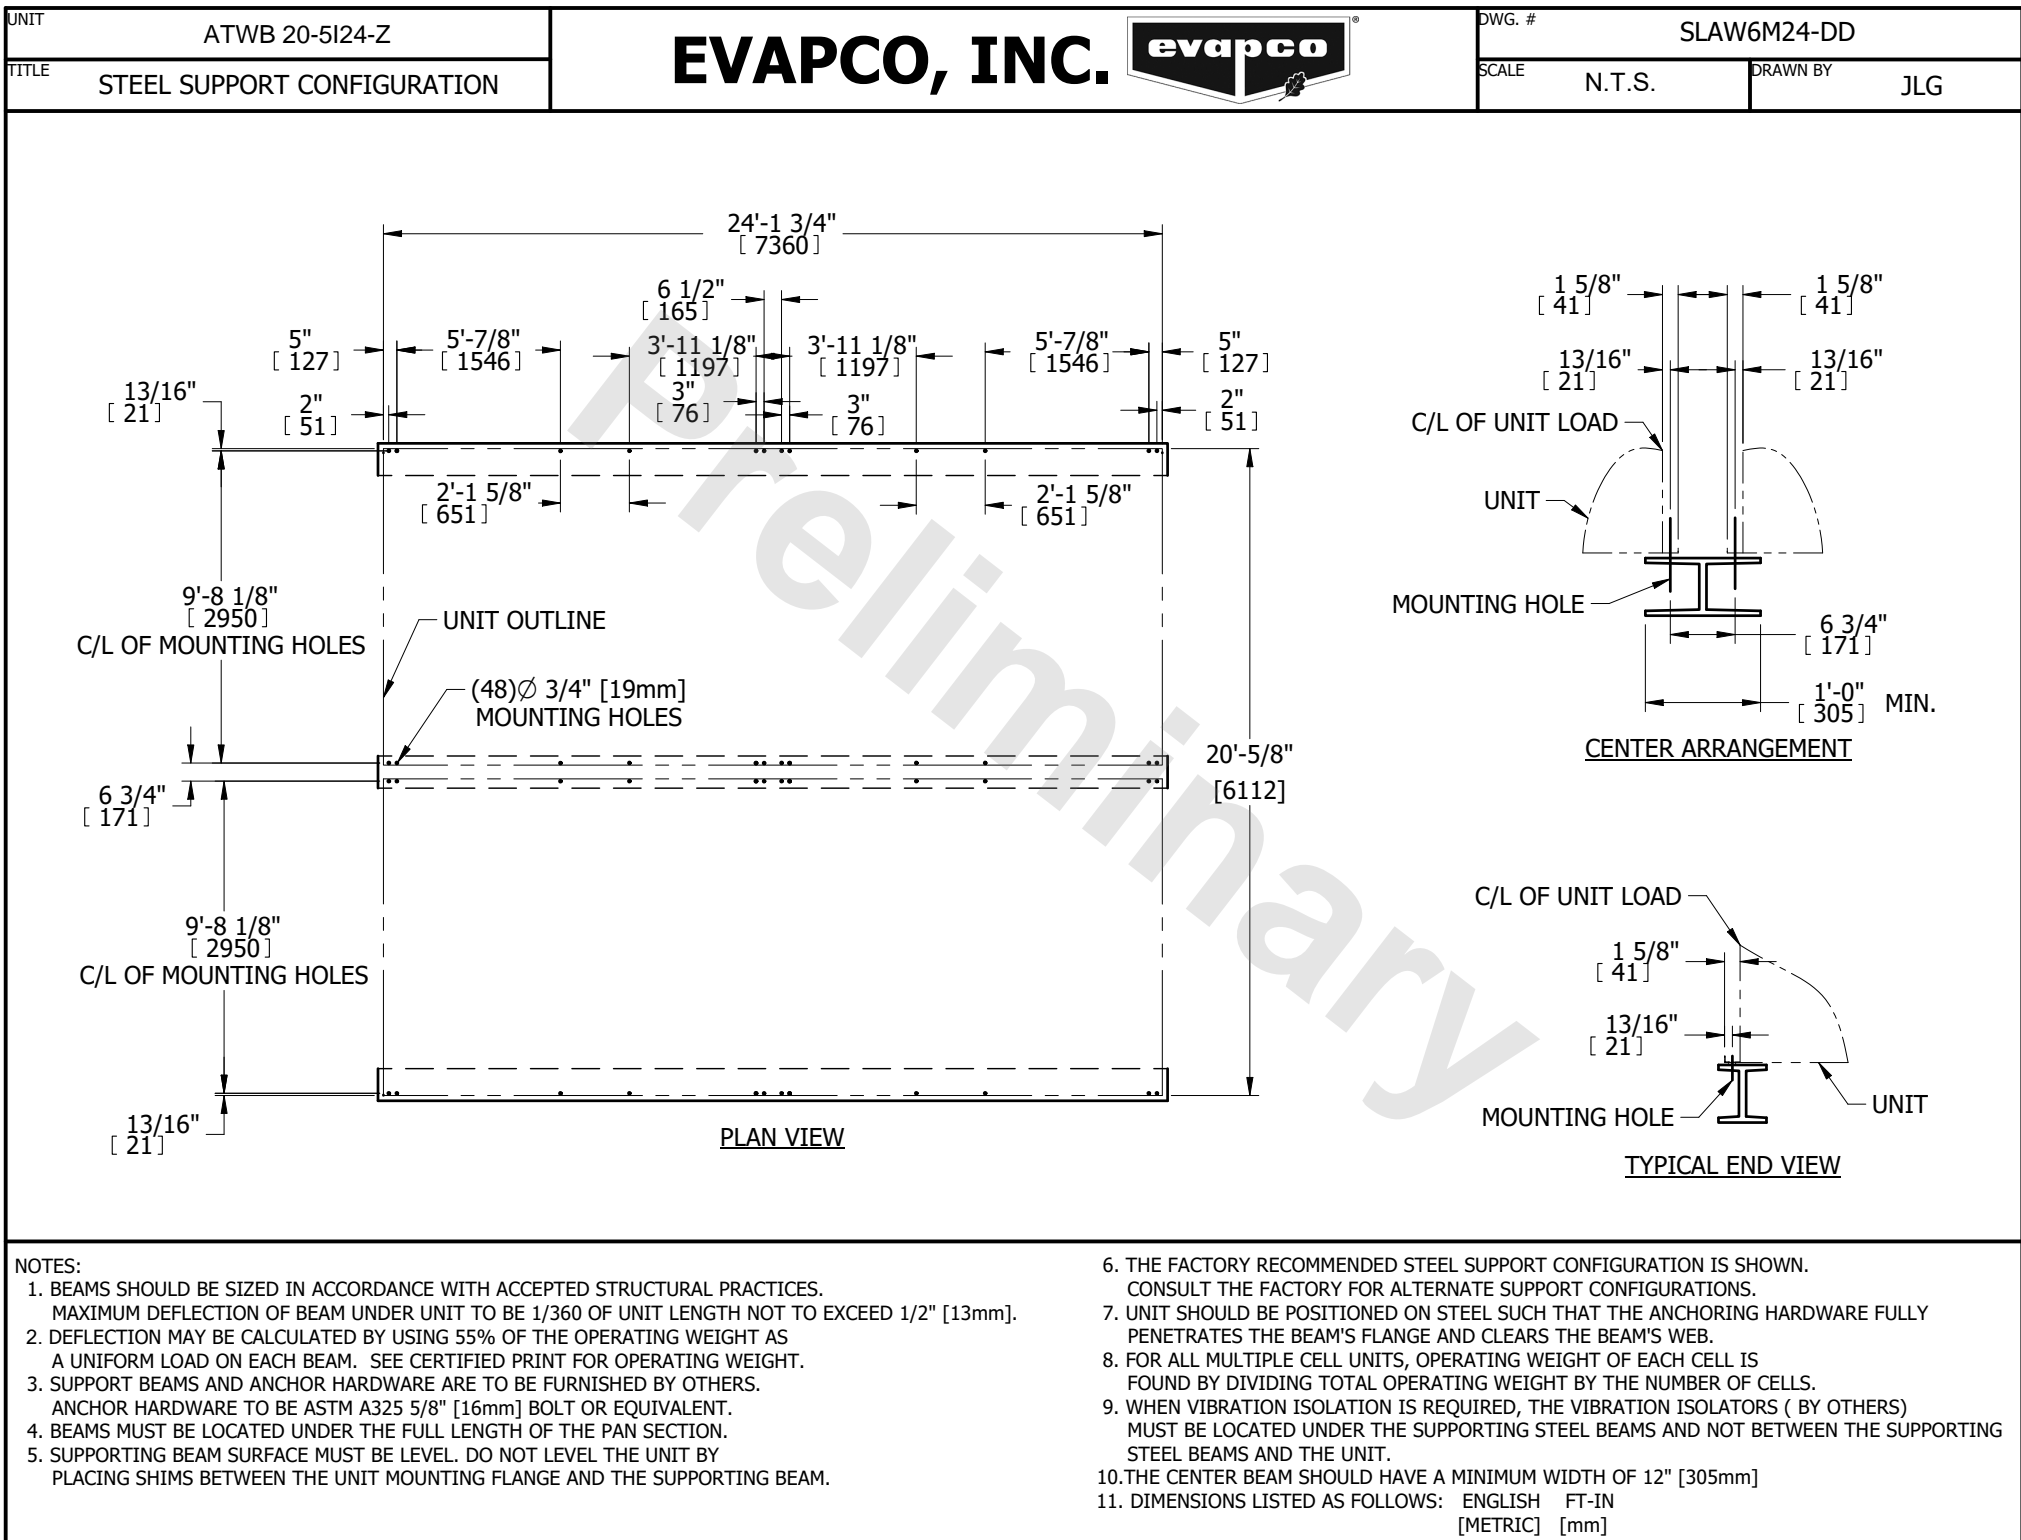 UNIT
ATWB 20-5I24-Z
TITLE
STEEL SUPPORT CONFIGURATION
EVAPCO, INC.
evapco
®
DWG. #
SLAW6M24-DD
SCALE
N.T.S.
DRAWN BY
JLG
24'-1 3/4"
[ 7360 ]
6 1/2"
[ 165 ]
5"
[ 127 ]
5'-7/8"
[ 1546 ]
3'-11 1/8"
[ 1197 ]
3'-11 1/8"
[ 1197 ]
5'-7/8"
[ 1546 ]
5"
[ 127 ]
13/16"
[ 21 ]
2"
[ 51 ]
3"
[ 76 ]
3"
[ 76 ]
2"
[ 51 ]
2'-1 5/8"
[ 651 ]
2'-1 5/8"
[ 651 ]
9'-8 1/8"
[ 2950 ]
C/L OF MOUNTING HOLES
UNIT OUTLINE
(48)Ø 3/4" [19mm]
MOUNTING HOLES
6 3/4"
[ 171 ]
20'-5/8"
[6112]
9'-8 1/8"
[ 2950 ]
C/L OF MOUNTING HOLES
13/16"
[ 21 ]
PLAN VIEW
Preliminary
1 5/8"
[ 41 ]
1 5/8"
[ 41 ]
13/16"
[ 21 ]
13/16"
[ 21 ]
C/L OF UNIT LOAD
UNIT
MOUNTING HOLE
6 3/4"
[ 171 ]
1'-0"
[ 305 ]
MIN.
CENTER ARRANGEMENT
C/L OF UNIT LOAD
1 5/8"
[ 41 ]
13/16"
[ 21 ]
MOUNTING HOLE
UNIT
TYPICAL END VIEW
NOTES:
1. BEAMS SHOULD BE SIZED IN ACCORDANCE WITH ACCEPTED STRUCTURAL PRACTICES.
MAXIMUM DEFLECTION OF BEAM UNDER UNIT TO BE 1/360 OF UNIT LENGTH NOT TO EXCEED 1/2" [13mm].
2. DEFLECTION MAY BE CALCULATED BY USING 55% OF THE OPERATING WEIGHT AS
A UNIFORM LOAD ON EACH BEAM. SEE CERTIFIED PRINT FOR OPERATING WEIGHT.
3. SUPPORT BEAMS AND ANCHOR HARDWARE ARE TO BE FURNISHED BY OTHERS.
ANCHOR HARDWARE TO BE ASTM A325 5/8" [16mm] BOLT OR EQUIVALENT.
4. BEAMS MUST BE LOCATED UNDER THE FULL LENGTH OF THE PAN SECTION.
5. SUPPORTING BEAM SURFACE MUST BE LEVEL. DO NOT LEVEL THE UNIT BY
PLACING SHIMS BETWEEN THE UNIT MOUNTING FLANGE AND THE SUPPORTING BEAM.
6. THE FACTORY RECOMMENDED STEEL SUPPORT CONFIGURATION IS SHOWN.
CONSULT THE FACTORY FOR ALTERNATE SUPPORT CONFIGURATIONS.
7. UNIT SHOULD BE POSITIONED ON STEEL SUCH THAT THE ANCHORING HARDWARE FULLY
PENETRATES THE BEAM'S FLANGE AND CLEARS THE BEAM'S WEB.
8. FOR ALL MULTIPLE CELL UNITS, OPERATING WEIGHT OF EACH CELL IS
FOUND BY DIVIDING TOTAL OPERATING WEIGHT BY THE NUMBER OF CELLS.
9. WHEN VIBRATION ISOLATION IS REQUIRED, THE VIBRATION ISOLATORS ( BY OTHERS)
MUST BE LOCATED UNDER THE SUPPORTING STEEL BEAMS AND NOT BETWEEN THE SUPPORTING
STEEL BEAMS AND THE UNIT.
10.THE CENTER BEAM SHOULD HAVE A MINIMUM WIDTH OF 12" [305mm]
11. DIMENSIONS LISTED AS FOLLOWS: ENGLISH FT-IN
[METRIC] [mm]